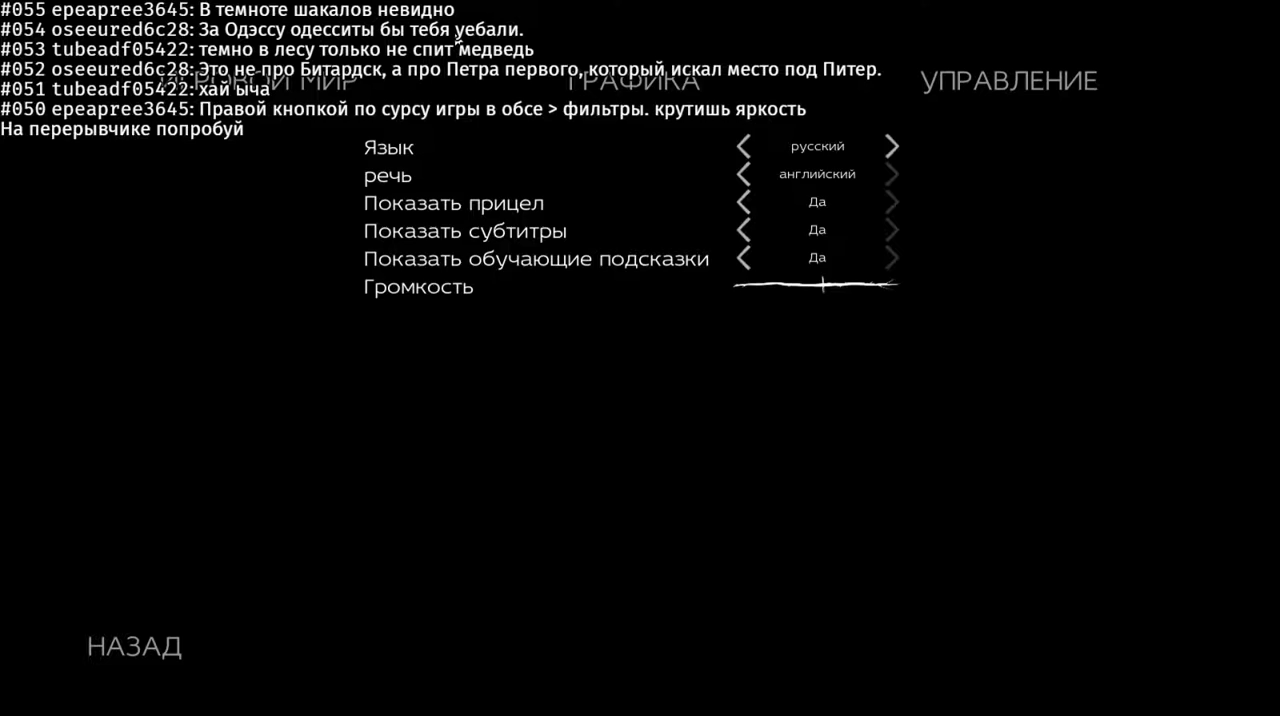 #055 epeapree3645: В темноте шакалов невидно
#054 oseeured6c28: За Одэссу одесситы бы тебя уебали.
#053 tubeadf05422: темно в лесу только не спит медведь
#052 oseeured6c28: Это не про Битардск, а про Петра первого, который искал место под Питер.
ИГРОВОЙ МИР ГРАФИКА УПРАВЛЕНИЕ
#051 tubeadf05422: хай ыча
#050 epeapree3645: Правой кнопкой по сурсу игры в обсе > фильтры. крутишь яркость
На перерывчике попробуй
Язык русский
речь английский
Показать прицел Да
Показать субтитры Да
Показать обучающие подсказки Да
Громкость
НАЗАД